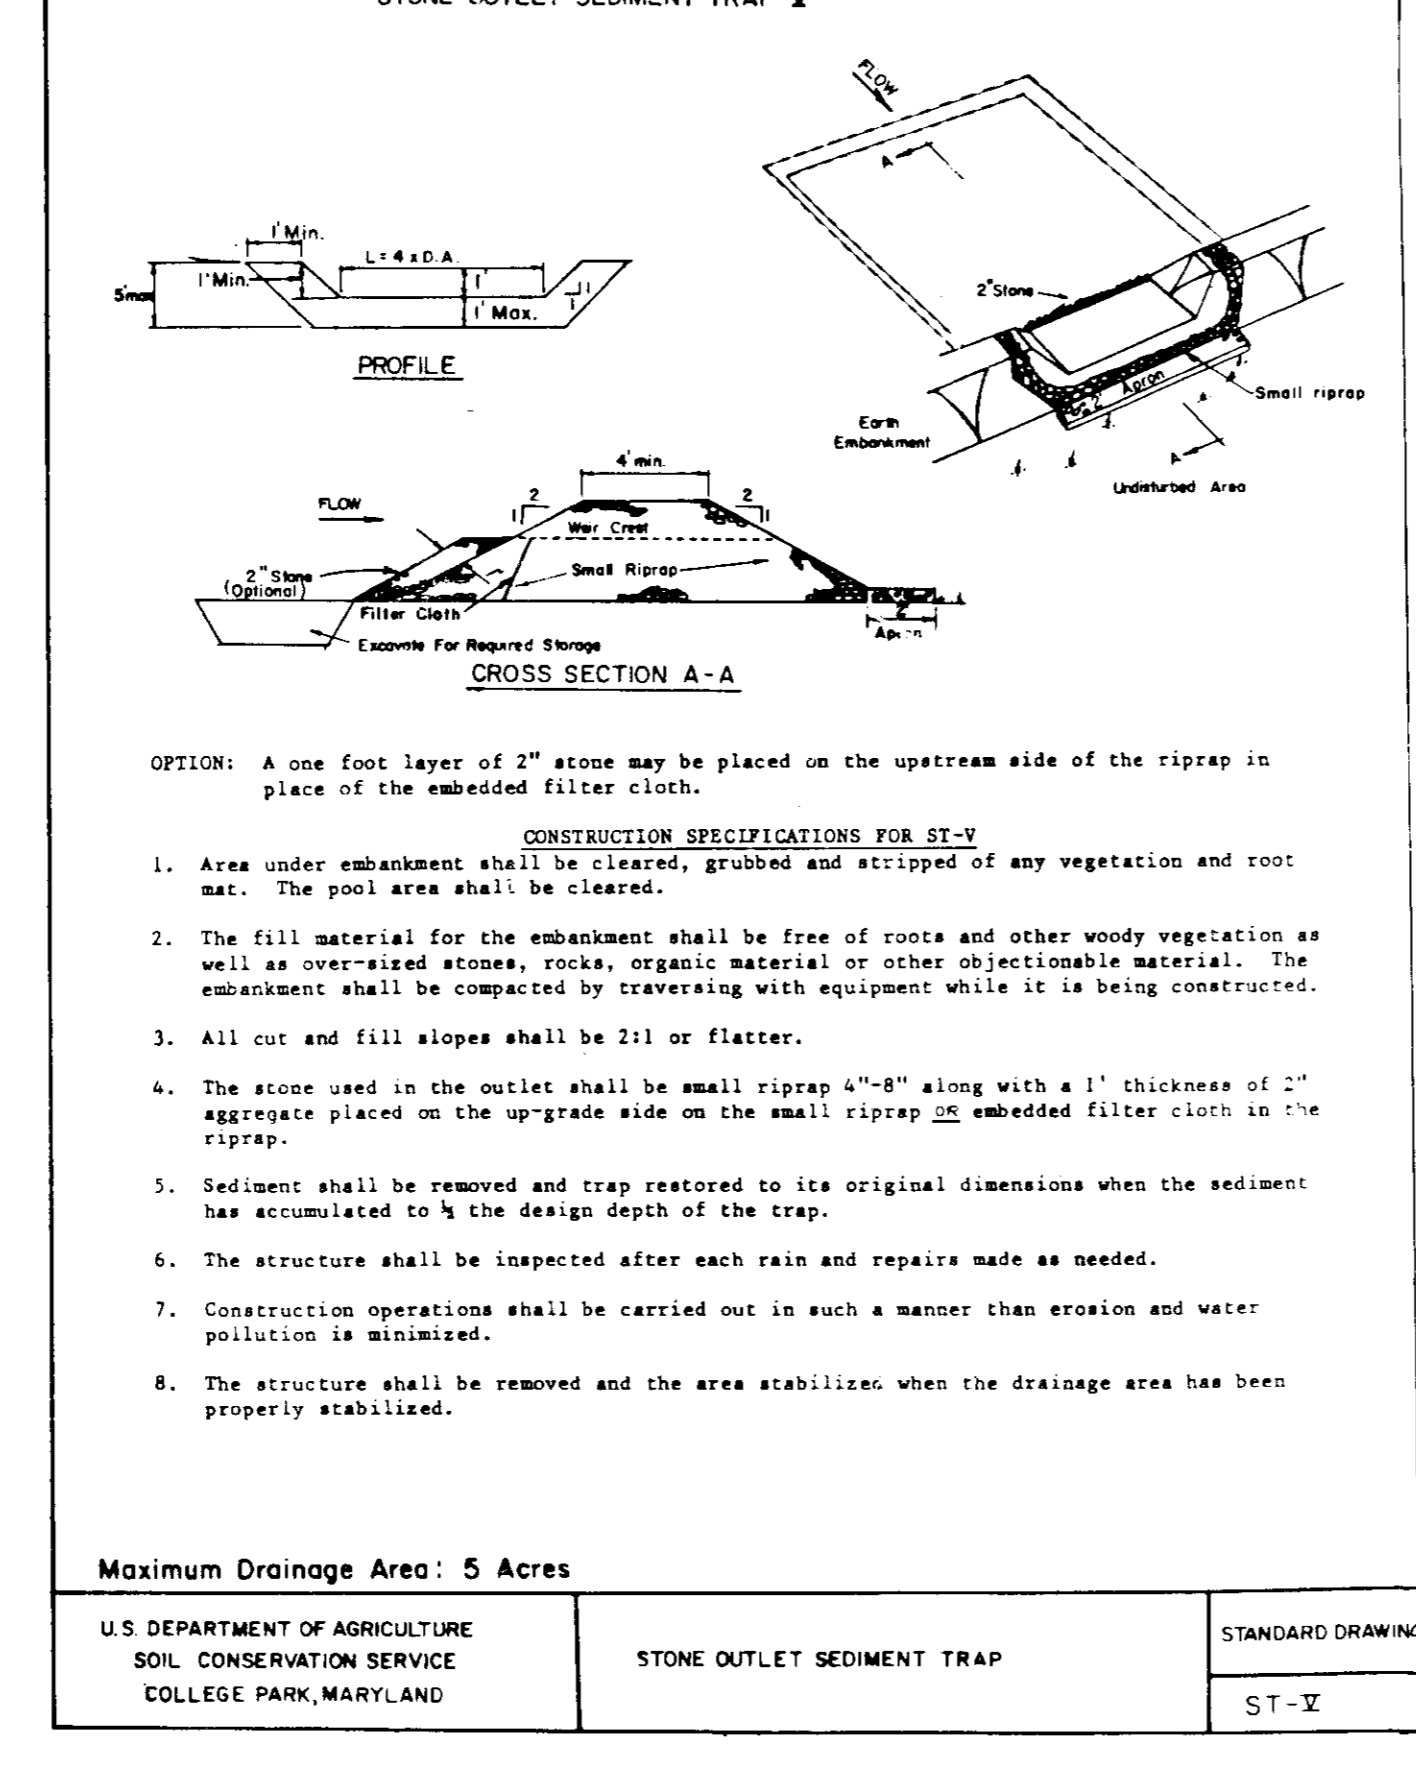 STONE OUTLET SEDIMENT TRAP V
FLOW
A
1' Min.
L = 4 x D.A.
1' Min.
1'
5' max
1
1
1' Max.
PROFILE
2" Stone
2'
Apron
Small riprap
Earth
Embankment
A
Undisturbed Area
4' min.
FLOW
2
1
2
1
Weir Crest
2" Stone
(Optional)
Small Riprap
Filter Cloth
2'
Apron
Excavate For Required Storage
CROSS SECTION A-A
OPTION: A one foot layer of 2" stone may be placed on the upstream side of the riprap in
place of the embedded filter cloth.
CONSTRUCTION SPECIFICATIONS FOR ST-V
1. Area under embankment shall be cleared, grubbed and stripped of any vegetation and root
mat. The pool area shall be cleared.
2. The fill material for the embankment shall be free of roots and other woody vegetation as
well as over-sized stones, rocks, organic material or other objectionable material. The
embankment shall be compacted by traversing with equipment while it is being constructed.
3. All cut and fill slopes shall be 2:1 or flatter.
4. The stone used in the outlet shall be small riprap 4"-8" along with a 1' thickness of 2"
aggregate placed on the up-grade side on the small riprap OR embedded filter cloth in the
riprap.
5. Sediment shall be removed and trap restored to its original dimensions when the sediment
has accumulated to ½ the design depth of the trap.
6. The structure shall be inspected after each rain and repairs made as needed.
7. Construction operations shall be carried out in such a manner than erosion and water
pollution is minimized.
8. The structure shall be removed and the area stabilized when the drainage area has been
properly stabilized.
Maximum Drainage Area: 5 Acres
U.S. DEPARTMENT OF AGRICULTURE
SOIL CONSERVATION SERVICE
COLLEGE PARK, MARYLAND
STONE OUTLET SEDIMENT TRAP
STANDARD DRAWING
ST-V